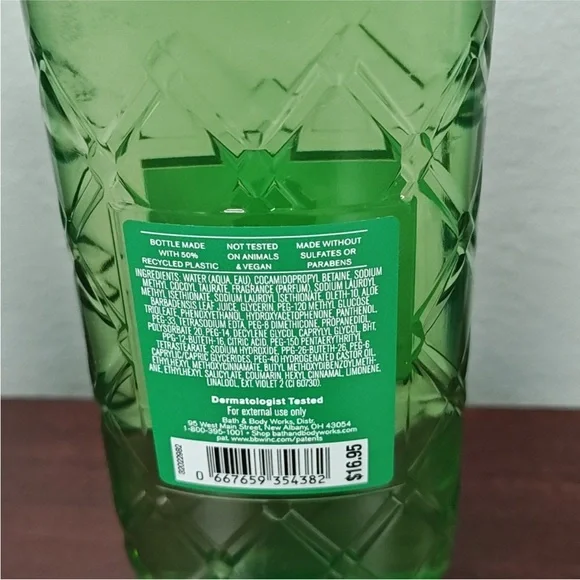 BOTTLE MADE WITH 50% RECYCLED PLASTIC
NOT TESTED ON ANIMALS & VEGAN
MADE WITHOUT SULFATES OR PARABENS
INGREDIENTS: WATER (AQUA, EAU), COCAMIDOPROPYL BETAINE, SODIUM
METHYL COCOYL TAURATE, FRAGRANCE (PARFUM), SODIUM LAUROYL
METHYL ISETHIONATE, SODIUM LAUROYL ISETHIONATE, OLETH-10, ALOE
BARBADENSIS LEAF JUICE, GLYCERIN, PEG-120 METHYL GLUCOSE
TRIOLEATE, PHENOXYETHANOL, HYDROXYACETOPHENONE, PANTHENOL,
TETRASODIUM EDTA, PEG-8 DIMETHICONE, PROPANEDIOL,
POLYSORBATE 20, PEG-14, DECYLENE GLYCOL, CAPRYLYL GLYCOL, BHT,
PPG-12-BUTETH-16, CITRIC ACID, PEG-150 PENTAERYTHRITYL
TETRASTEARATE, SODIUM HYDROXIDE, PPG-26-BUTETH-26, PEG-6
CAPRYLIC/CAPRIC GLYCERIDES, PEG-40 HYDROGENATED CASTOR OIL,
ETHYLHEXYL METHOXYCINNAMATE, BUTYL METHOXYDIBENZOYLMETH-
ANE, ETHYLHEXYL SALICYLATE, COUMARIN, HEXYL CINNAMAL, LIMONENE,
LINALOOL, EXT. VIOLET 2 (CI 60730).
Dermatologist Tested
For external use only
Bath & Body Works, Distr.
95 West Main Street, New Albany, OH 43054
1-800-395-1001 • Shop bathandbodyworks.com
pat. www.bbwinc.com/patents
0 667659 354382
$16.95